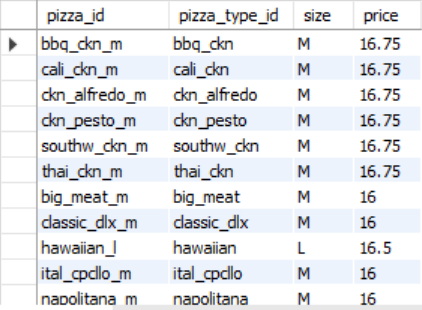 pizza_id pizza_type_id size price
bbq_ckn_m bbq_ckn M 16.75
cali_ckn_m cali_ckn M 16.75
ckn_alfredo_m ckn_alfredo M 16.75
ckn_pesto_m ckn_pesto M 16.75
southw_ckn_m southw_ckn M 16.75
thai_ckn_m thai_ckn M 16.75
big_meat_m big_meat M 16
classic_dlx_m classic_dlx M 16
hawaiian_l hawaiian L 16.5
ital_cpcllo_m ital_cpcllo M 16
napolitana_m napolitana M 16